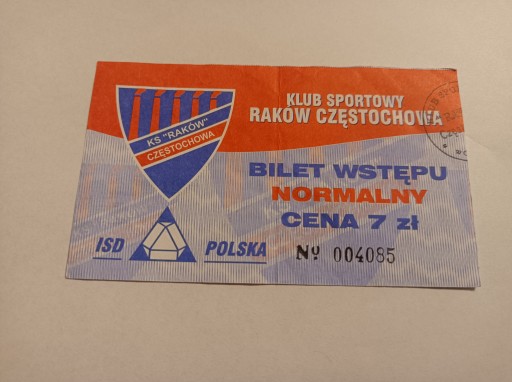 KLUB SPORTOWY
RAKÓW CZĘSTOCHOWA
KS "RAKÓW"
CZĘSTOCHOWA
BILET WSTĘPU
NORMALNY
CENA 7 zł
ISD POLSKA
Nº 004085